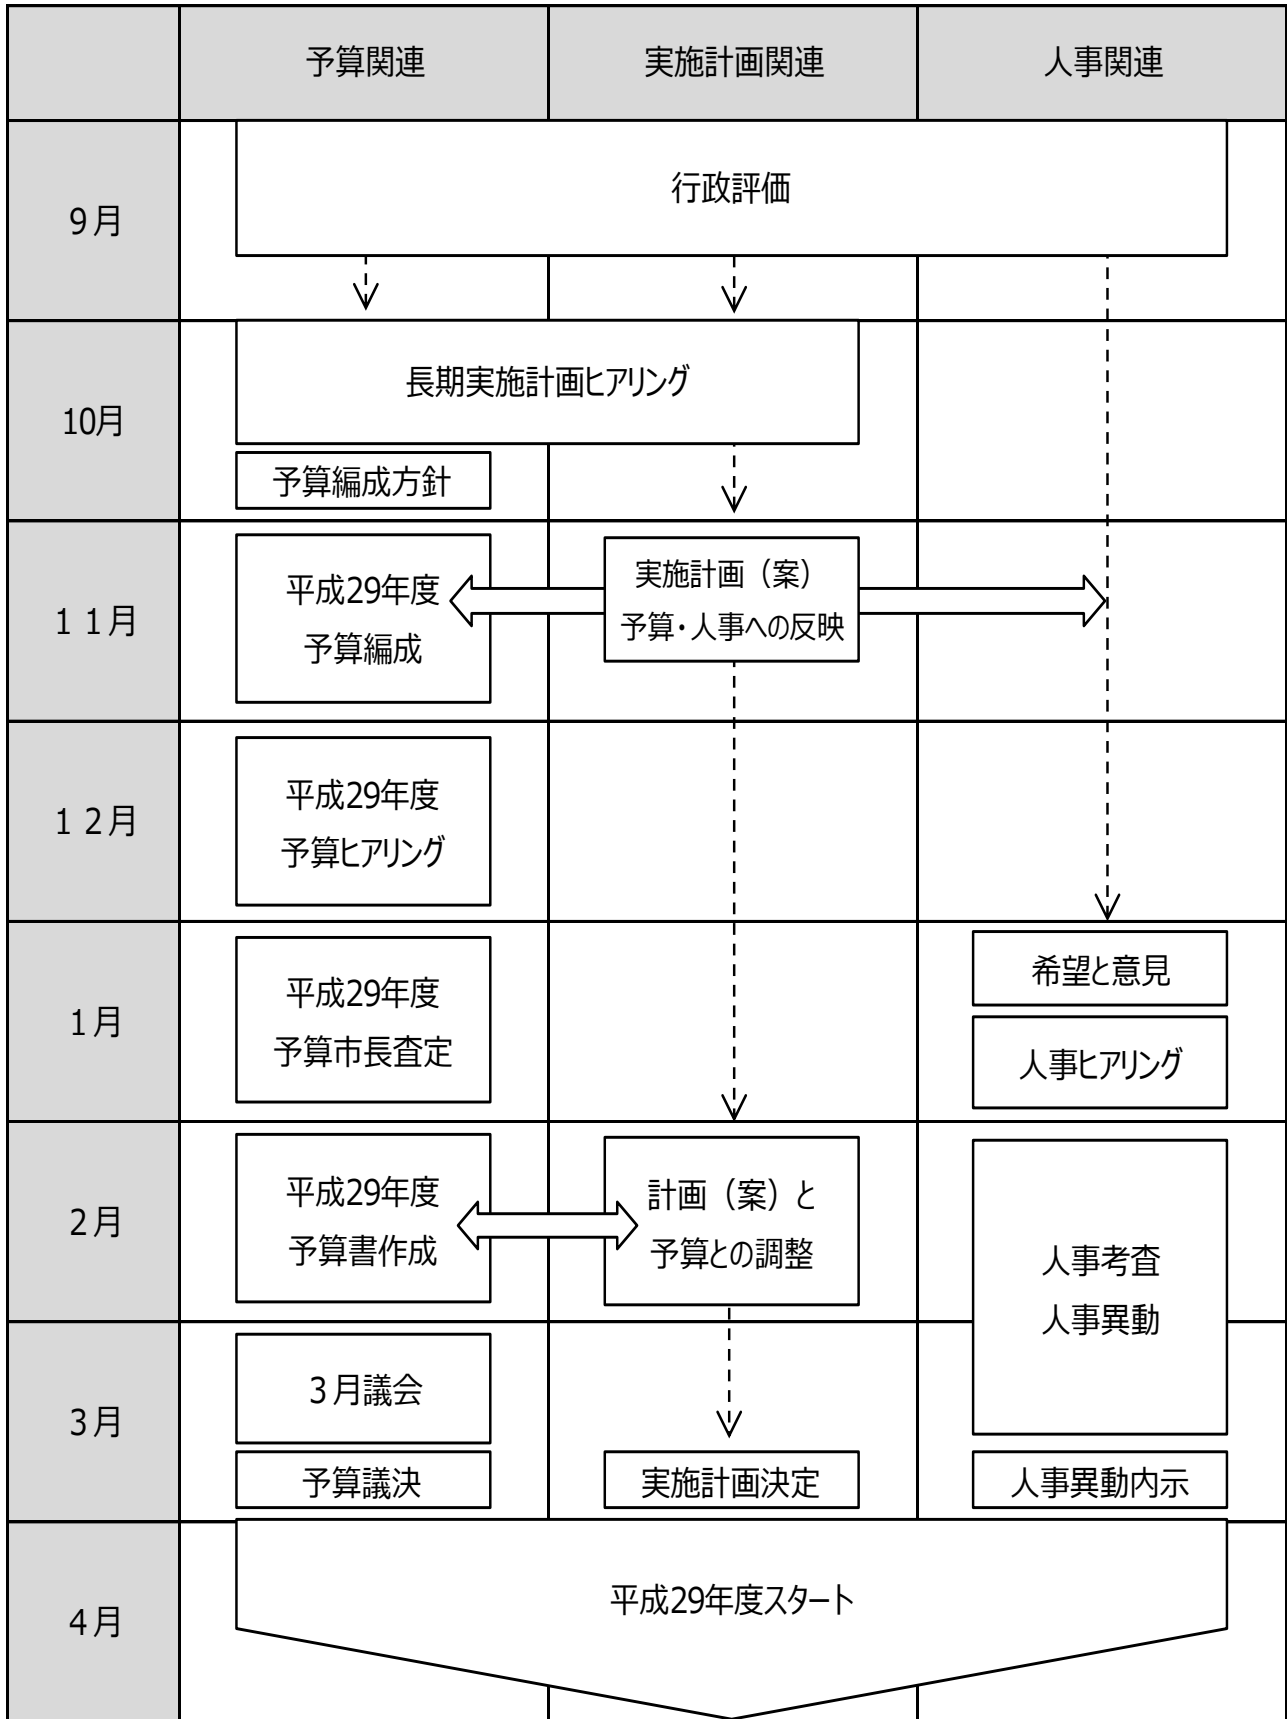 予算関連
実施計画関連
人事関連
9月
行政評価
10月
長期実施計画ヒアリング
予算編成方針
11月
平成29年度
予算編成
実施計画（案）
予算・人事への反映
12月
平成29年度
予算ヒアリング
1月
平成29年度
予算市長査定
希望と意見
人事ヒアリング
2月
平成29年度
予算書作成
計画（案）と
予算との調整
人事考査
人事異動
3月
3月議会
予算議決
実施計画決定
人事異動内示
4月
平成29年度スタート